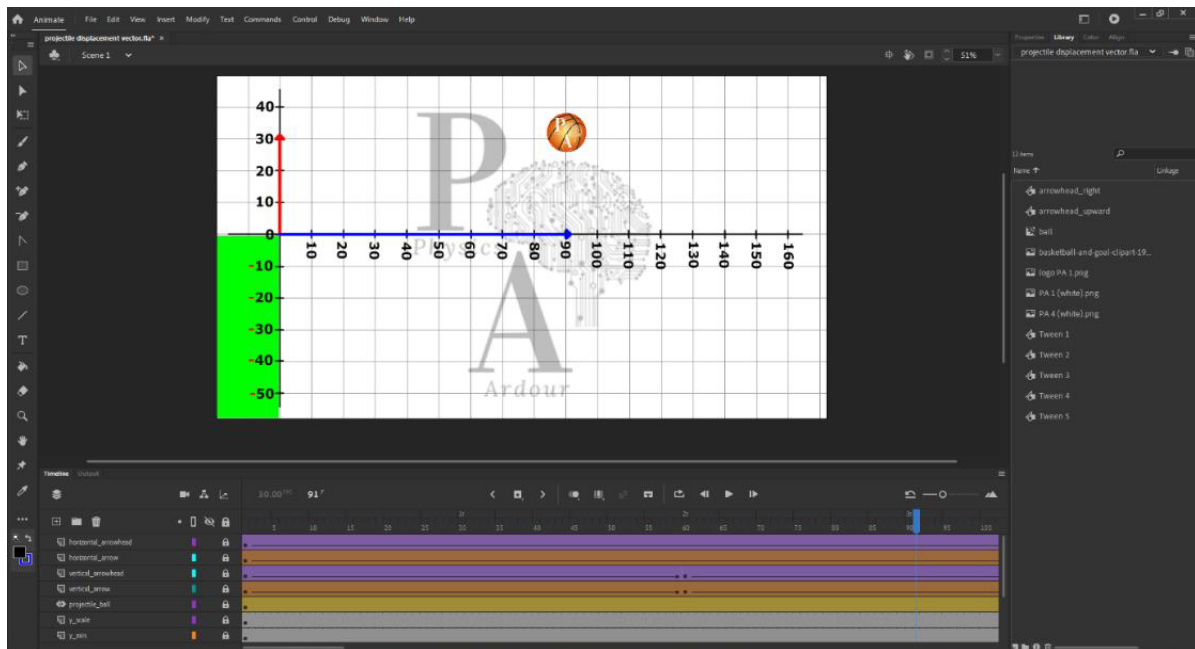 Animate File Edit View Insert Modify Text Commands Control Debug Window Help
projectile displacement vector.fla* ×
Scene 1
51%
Properties Library Color Align
projectile displacement vector.fla
12 items
Name Linkage
arrowhead_right
arrowhead_upward
ball
basketball-and-goal-clipart-19...
logo PA 1.png
PA 1 (white).png
PA 4 (white).png
Tween 1
Tween 2
Tween 3
Tween 4
Tween 5
40
30
20
10
0
-10
-20
-30
-40
-50
10 20 30 40 50 60 70 80 90 100 110 120 130 140 150 160
P
Physics
A
Ardour
PA
Timeline Output
30.00 FPS 91 F
1s 2s 3s
5 10 15 20 25 30 35 40 45 50 55 60 65 70 75 80 85 90 95 100
horizontal_arrowhead
horizontal_arrow
vertical_arrowhead
vertical_arrow
projectile_ball
y_scale
y_axis